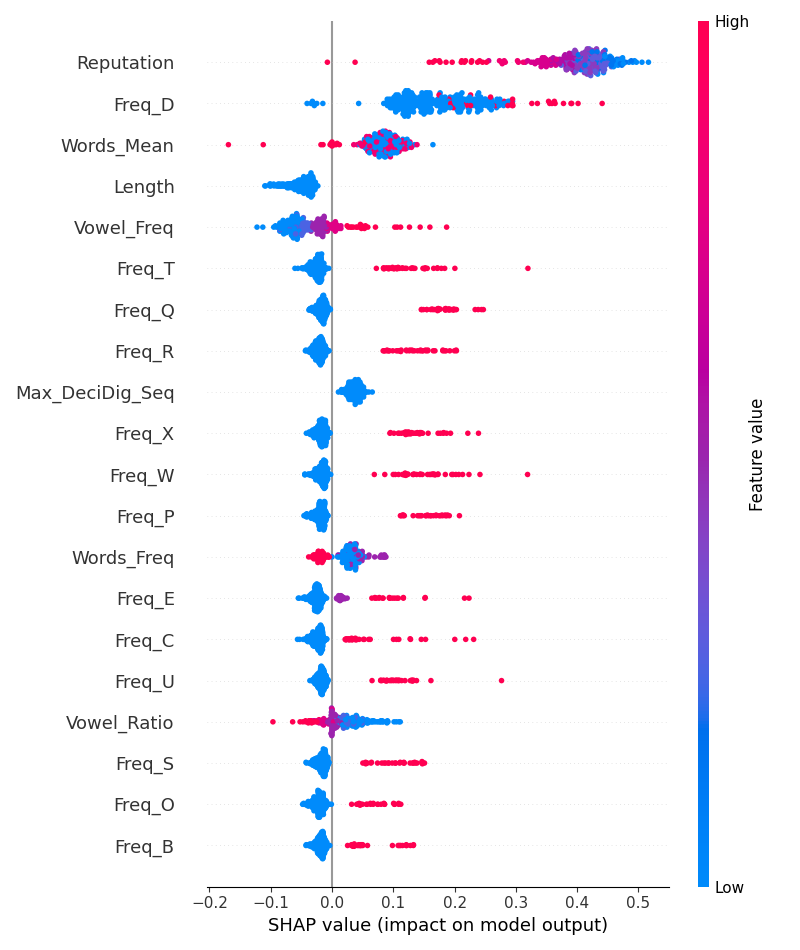 High
Reputation
Freq_D
Words_Mean
Length
Vowel_Freq
Freq_T
Freq_Q
Freq_R
Max_DeciDig_Seq
Freq_X
Freq_W
Freq_P
Words_Freq
Freq_E
Freq_C
Freq_U
Vowel_Ratio
Freq_S
Freq_O
Freq_B
Feature value
Low
−0.2 −0.1 0.0 0.1 0.2 0.3 0.4 0.5
SHAP value (impact on model output)